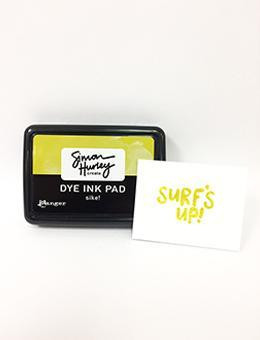 Simon
Hurley
create
DYE INK PAD
sike!
Ranger
SURF'S
UP!